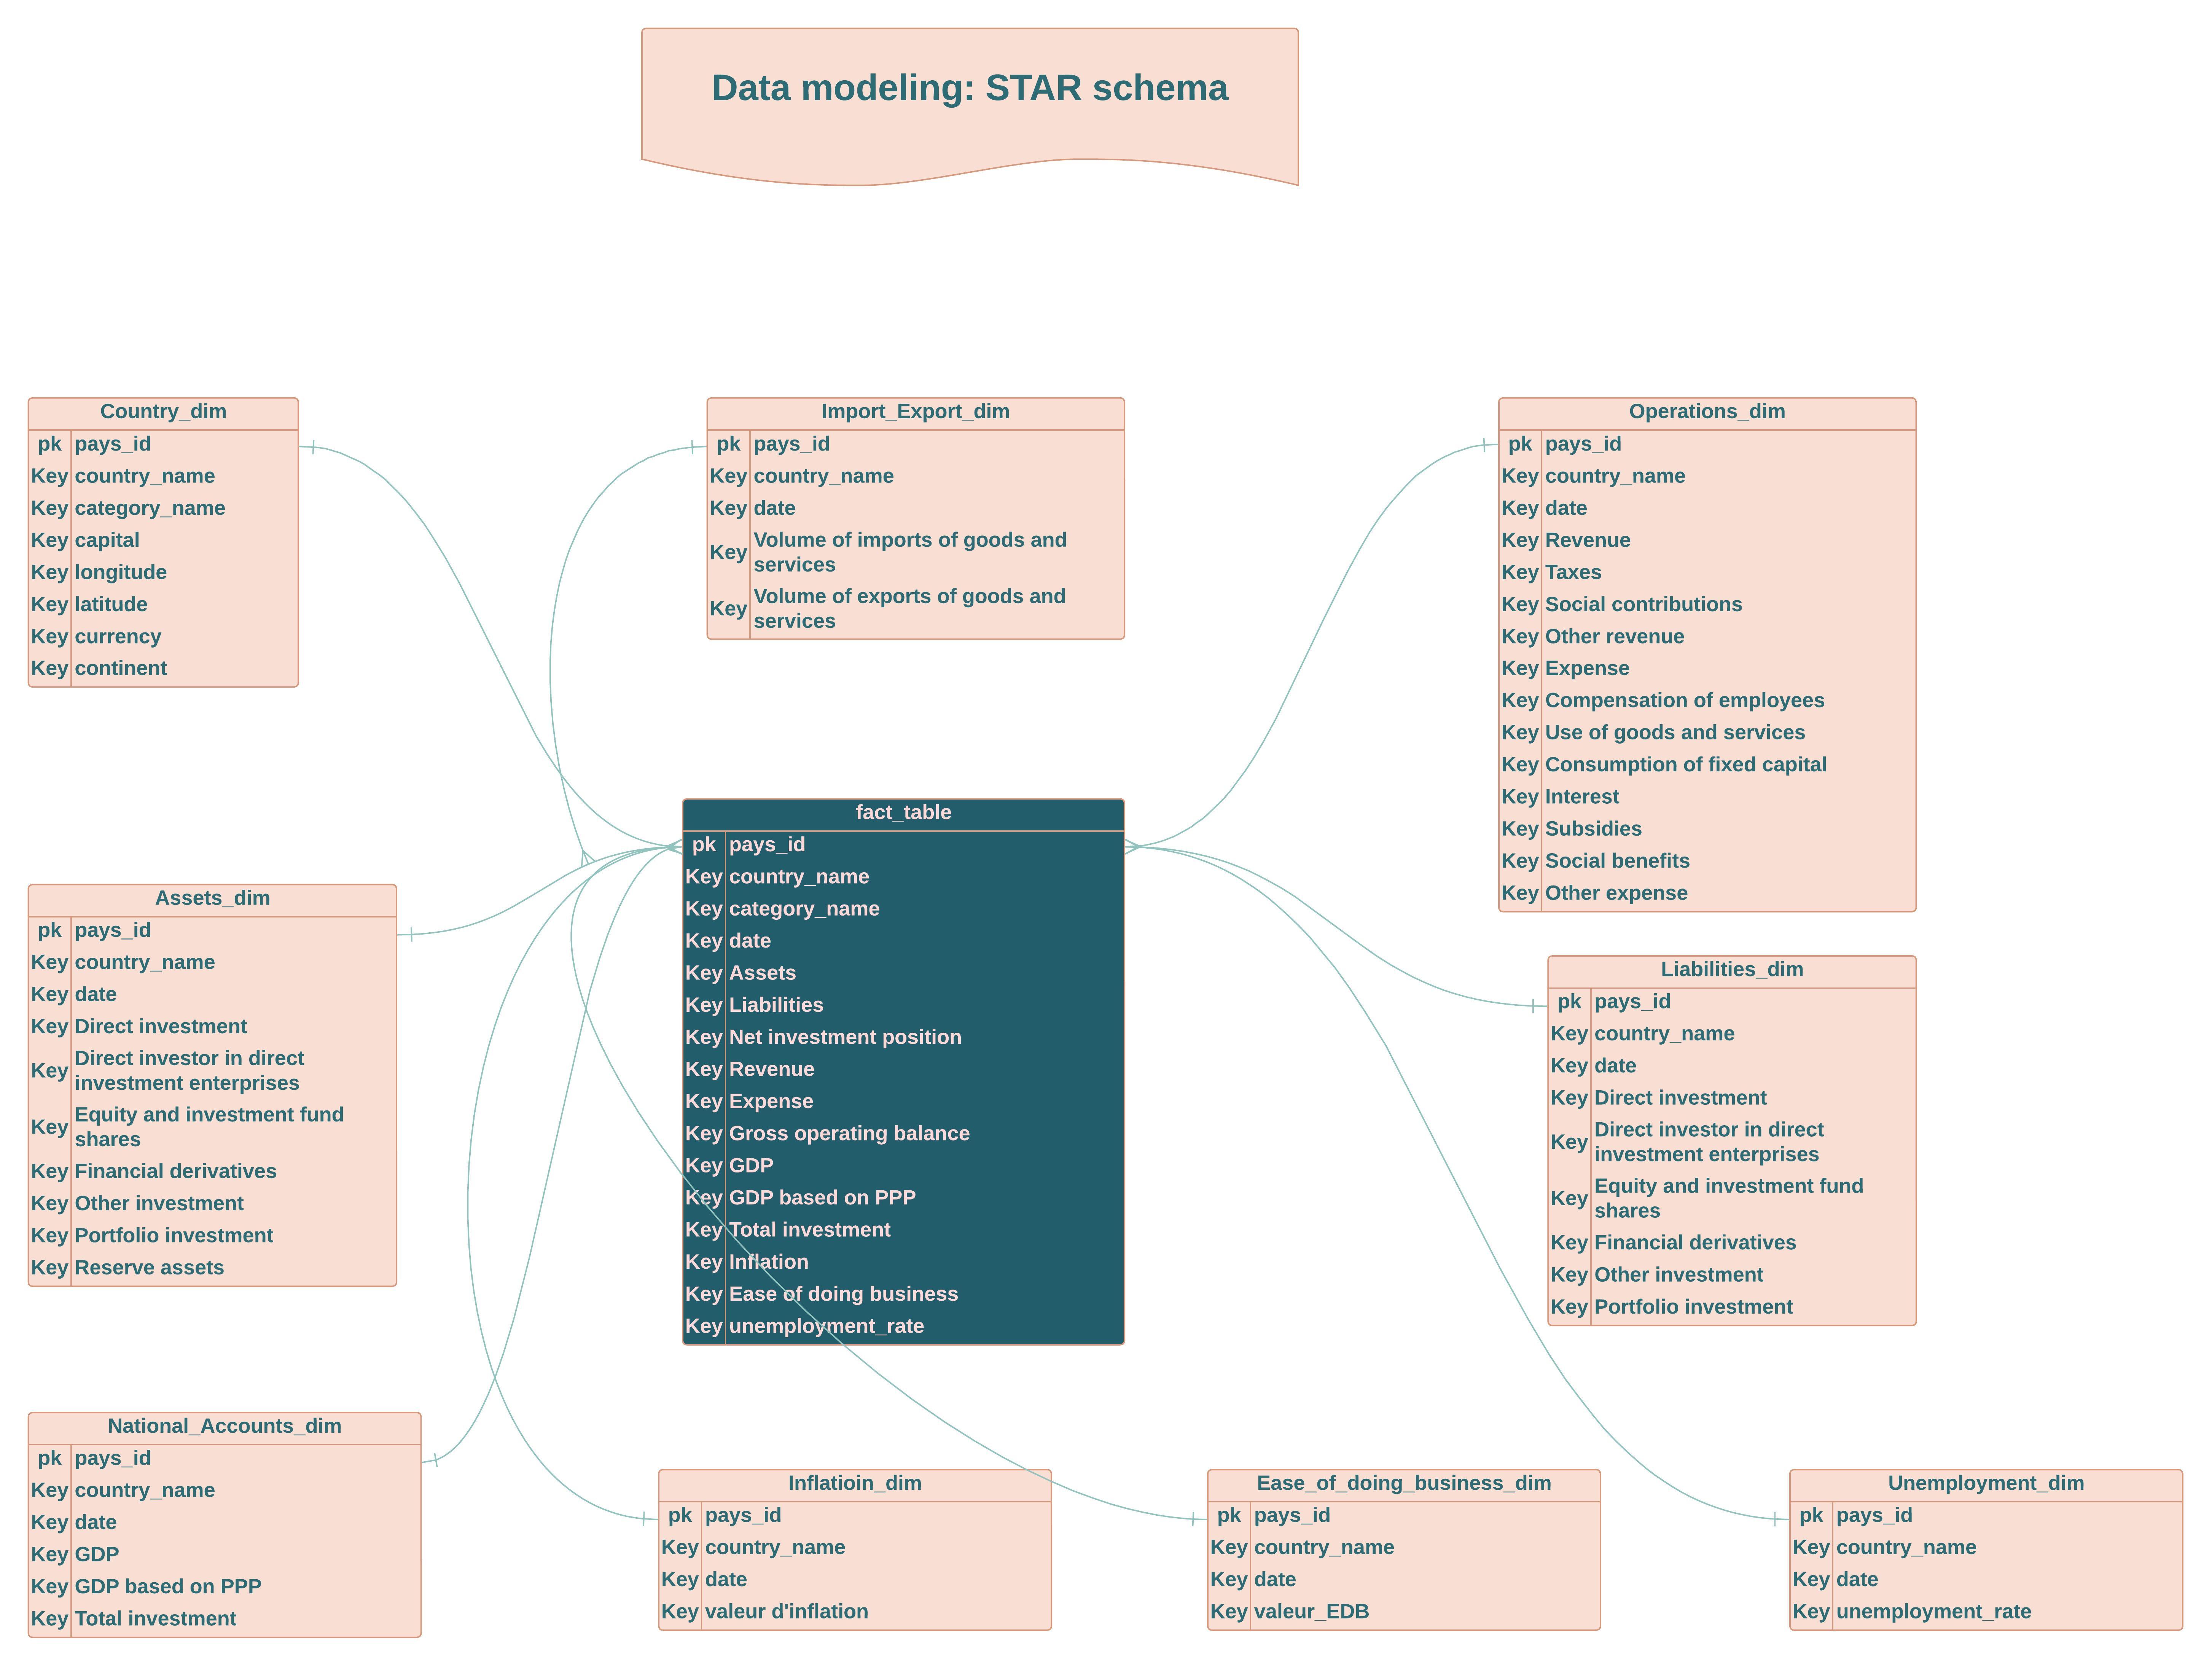 Data modeling: STAR schema
Country_dim
pk pays_id
Key country_name
Key category_name
Key capital
Key longitude
Key latitude
Key currency
Key continent
Import_Export_dim
pk pays_id
Key country_name
Key date
Key Volume of imports of goods and
services
Key Volume of exports of goods and
services
Operations_dim
pk pays_id
Key country_name
Key date
Key Revenue
Key Taxes
Key Social contributions
Key Other revenue
Key Expense
Key Compensation of employees
Key Use of goods and services
Key Consumption of fixed capital
Key Interest
Key Subsidies
Key Social benefits
Key Other expense
Assets_dim
pk pays_id
Key country_name
Key date
Key Direct investment
Key Direct investor in direct
investment enterprises
Key Equity and investment fund
shares
Key Financial derivatives
Key Other investment
Key Portfolio investment
Key Reserve assets
fact_table
pk pays_id
Key country_name
Key category_name
Key date
Key Assets
Key Liabilities
Key Net investment position
Key Revenue
Key Expense
Key Gross operating balance
Key GDP
Key GDP based on PPP
Key Total investment
Key Inflation
Key Ease of doing business
Key unemployment_rate
Liabilities_dim
pk pays_id
Key country_name
Key date
Key Direct investment
Key Direct investor in direct
investment enterprises
Key Equity and investment fund
shares
Key Financial derivatives
Key Other investment
Key Portfolio investment
National_Accounts_dim
pk pays_id
Key country_name
Key date
Key GDP
Key GDP based on PPP
Key Total investment
Inflatioin_dim
pk pays_id
Key country_name
Key date
Key valeur d'inflation
Ease_of_doing_business_dim
pk pays_id
Key country_name
Key date
Key valeur_EDB
Unemployment_dim
pk pays_id
Key country_name
Key date
Key unemployment_rate